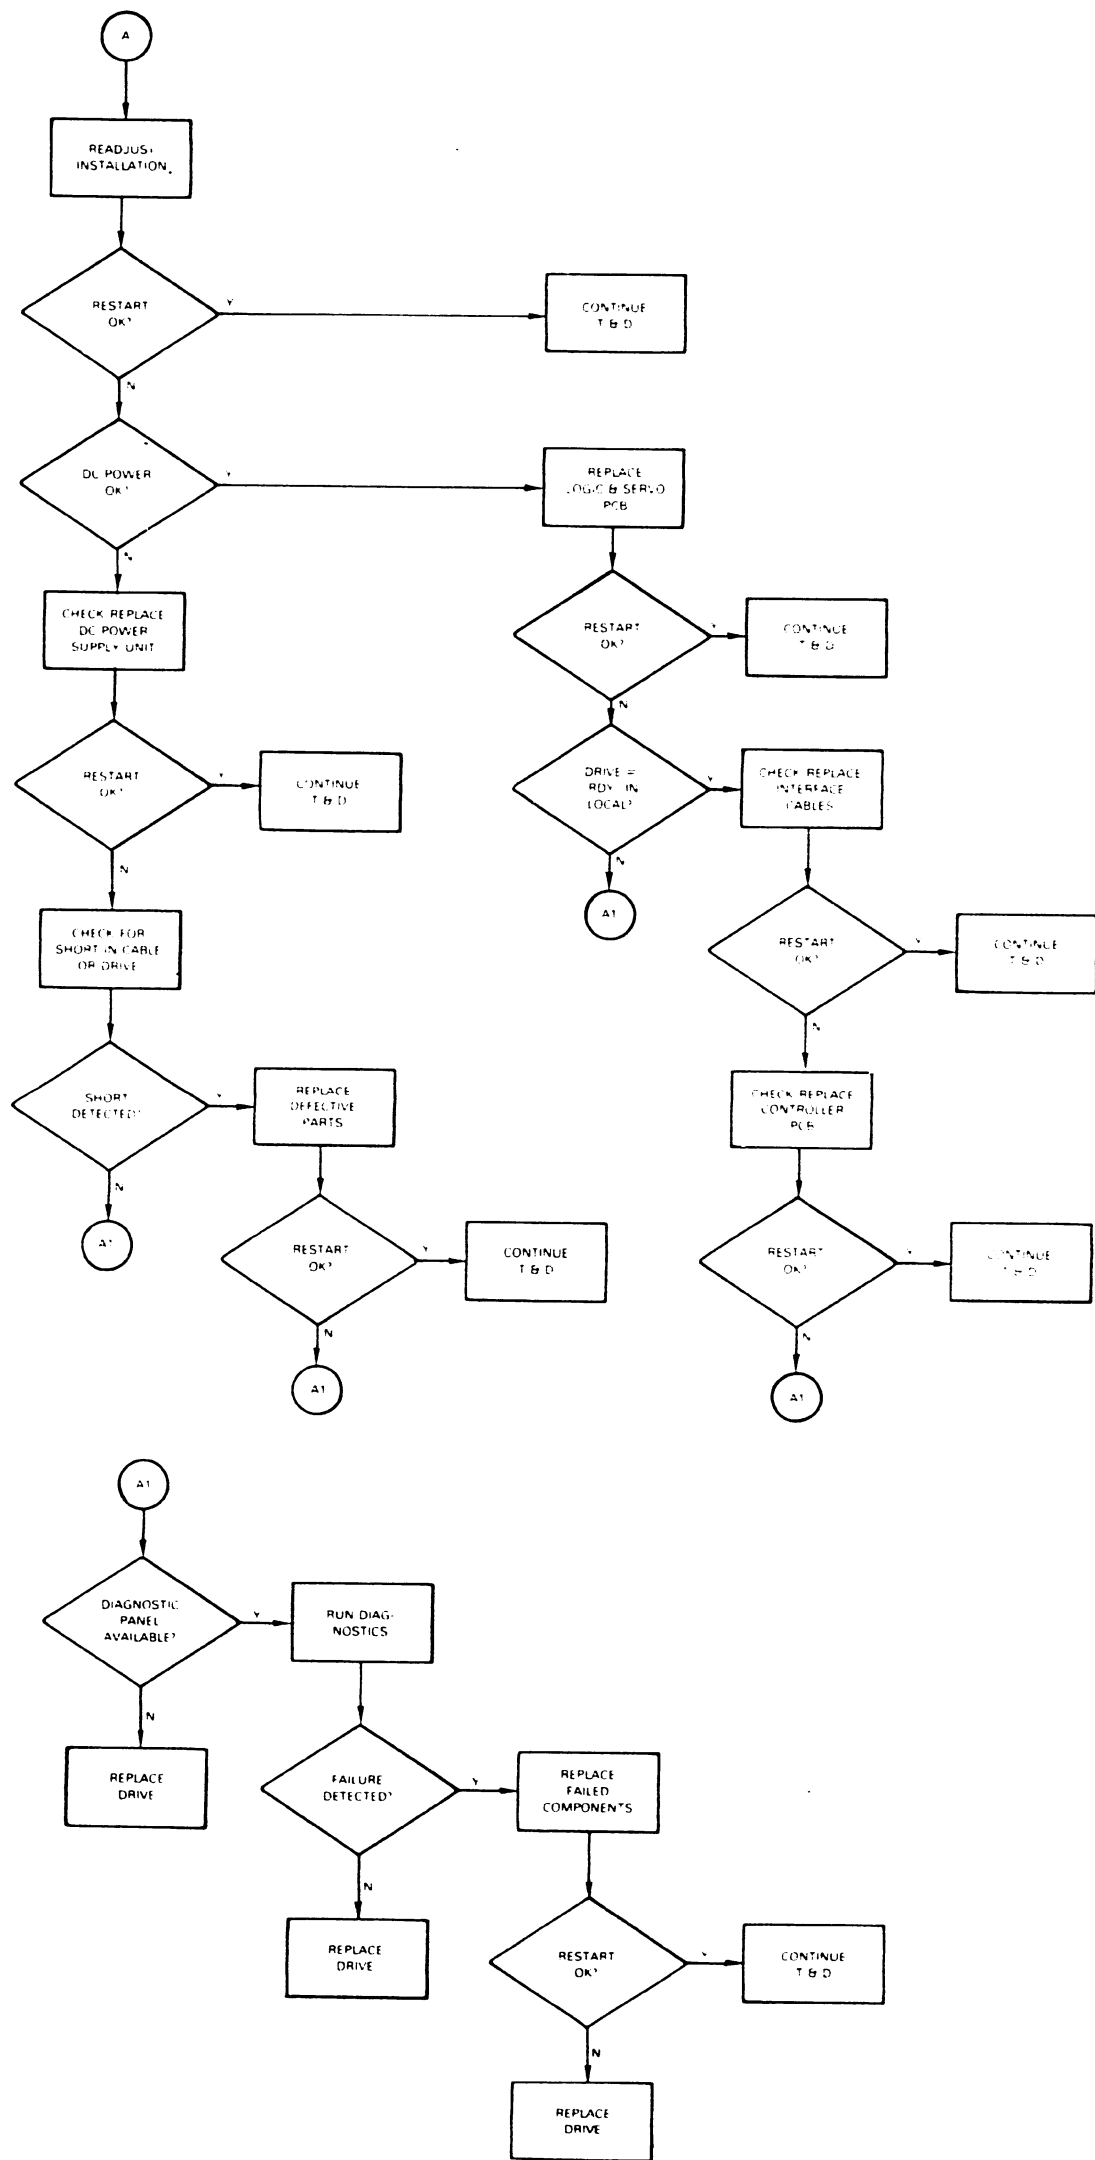 A
READJUST
INSTALLATION.
RESTART
OK?
Y
CONTINUE
T & D
N
DC POWER
OK?
Y
REPLACE
LOGIC & SERVO
PCB
N
CHECK REPLACE
DC POWER
SUPPLY UNIT
RESTART
OK?
Y
CONTINUE
T & D
N
DRIVE =
RDY IN
LOCAL?
Y
CHECK REPLACE
INTERFACE
CABLES
N
A1
RESTART
OK?
Y
CONTINUE
T & D
N
CHECK FOR
SHORT IN CABLE
OR DRIVE
RESTART
OK?
Y
CONTINUE
T & D
N
SHORT
DETECTED?
Y
REPLACE
DEFECTIVE
PARTS
CHECK REPLACE
CONTROLLER
PCB
N
A1
RESTART
OK?
Y
CONTINUE
T & D
N
A1
RESTART
OK?
Y
CONTINUE
T & D
N
A1
A1
DIAGNOSTIC
PANEL
AVAILABLE?
Y
RUN DIAG-
NOSTICS
N
REPLACE
DRIVE
FAILURE
DETECTED?
Y
REPLACE
FAILED
COMPONENTS
N
REPLACE
DRIVE
RESTART
OK?
Y
CONTINUE
T & D
N
REPLACE
DRIVE